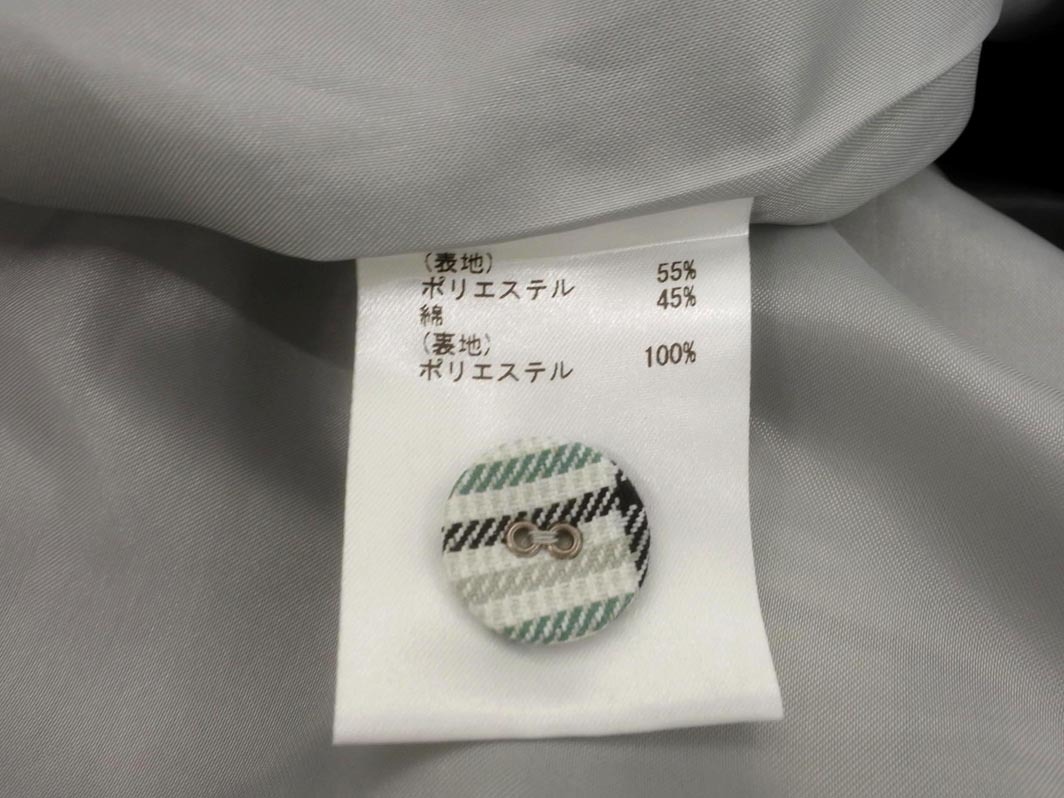 (表地)
ポリエステル 55%
綿 45%
(裏地)
ポリエステル 100%